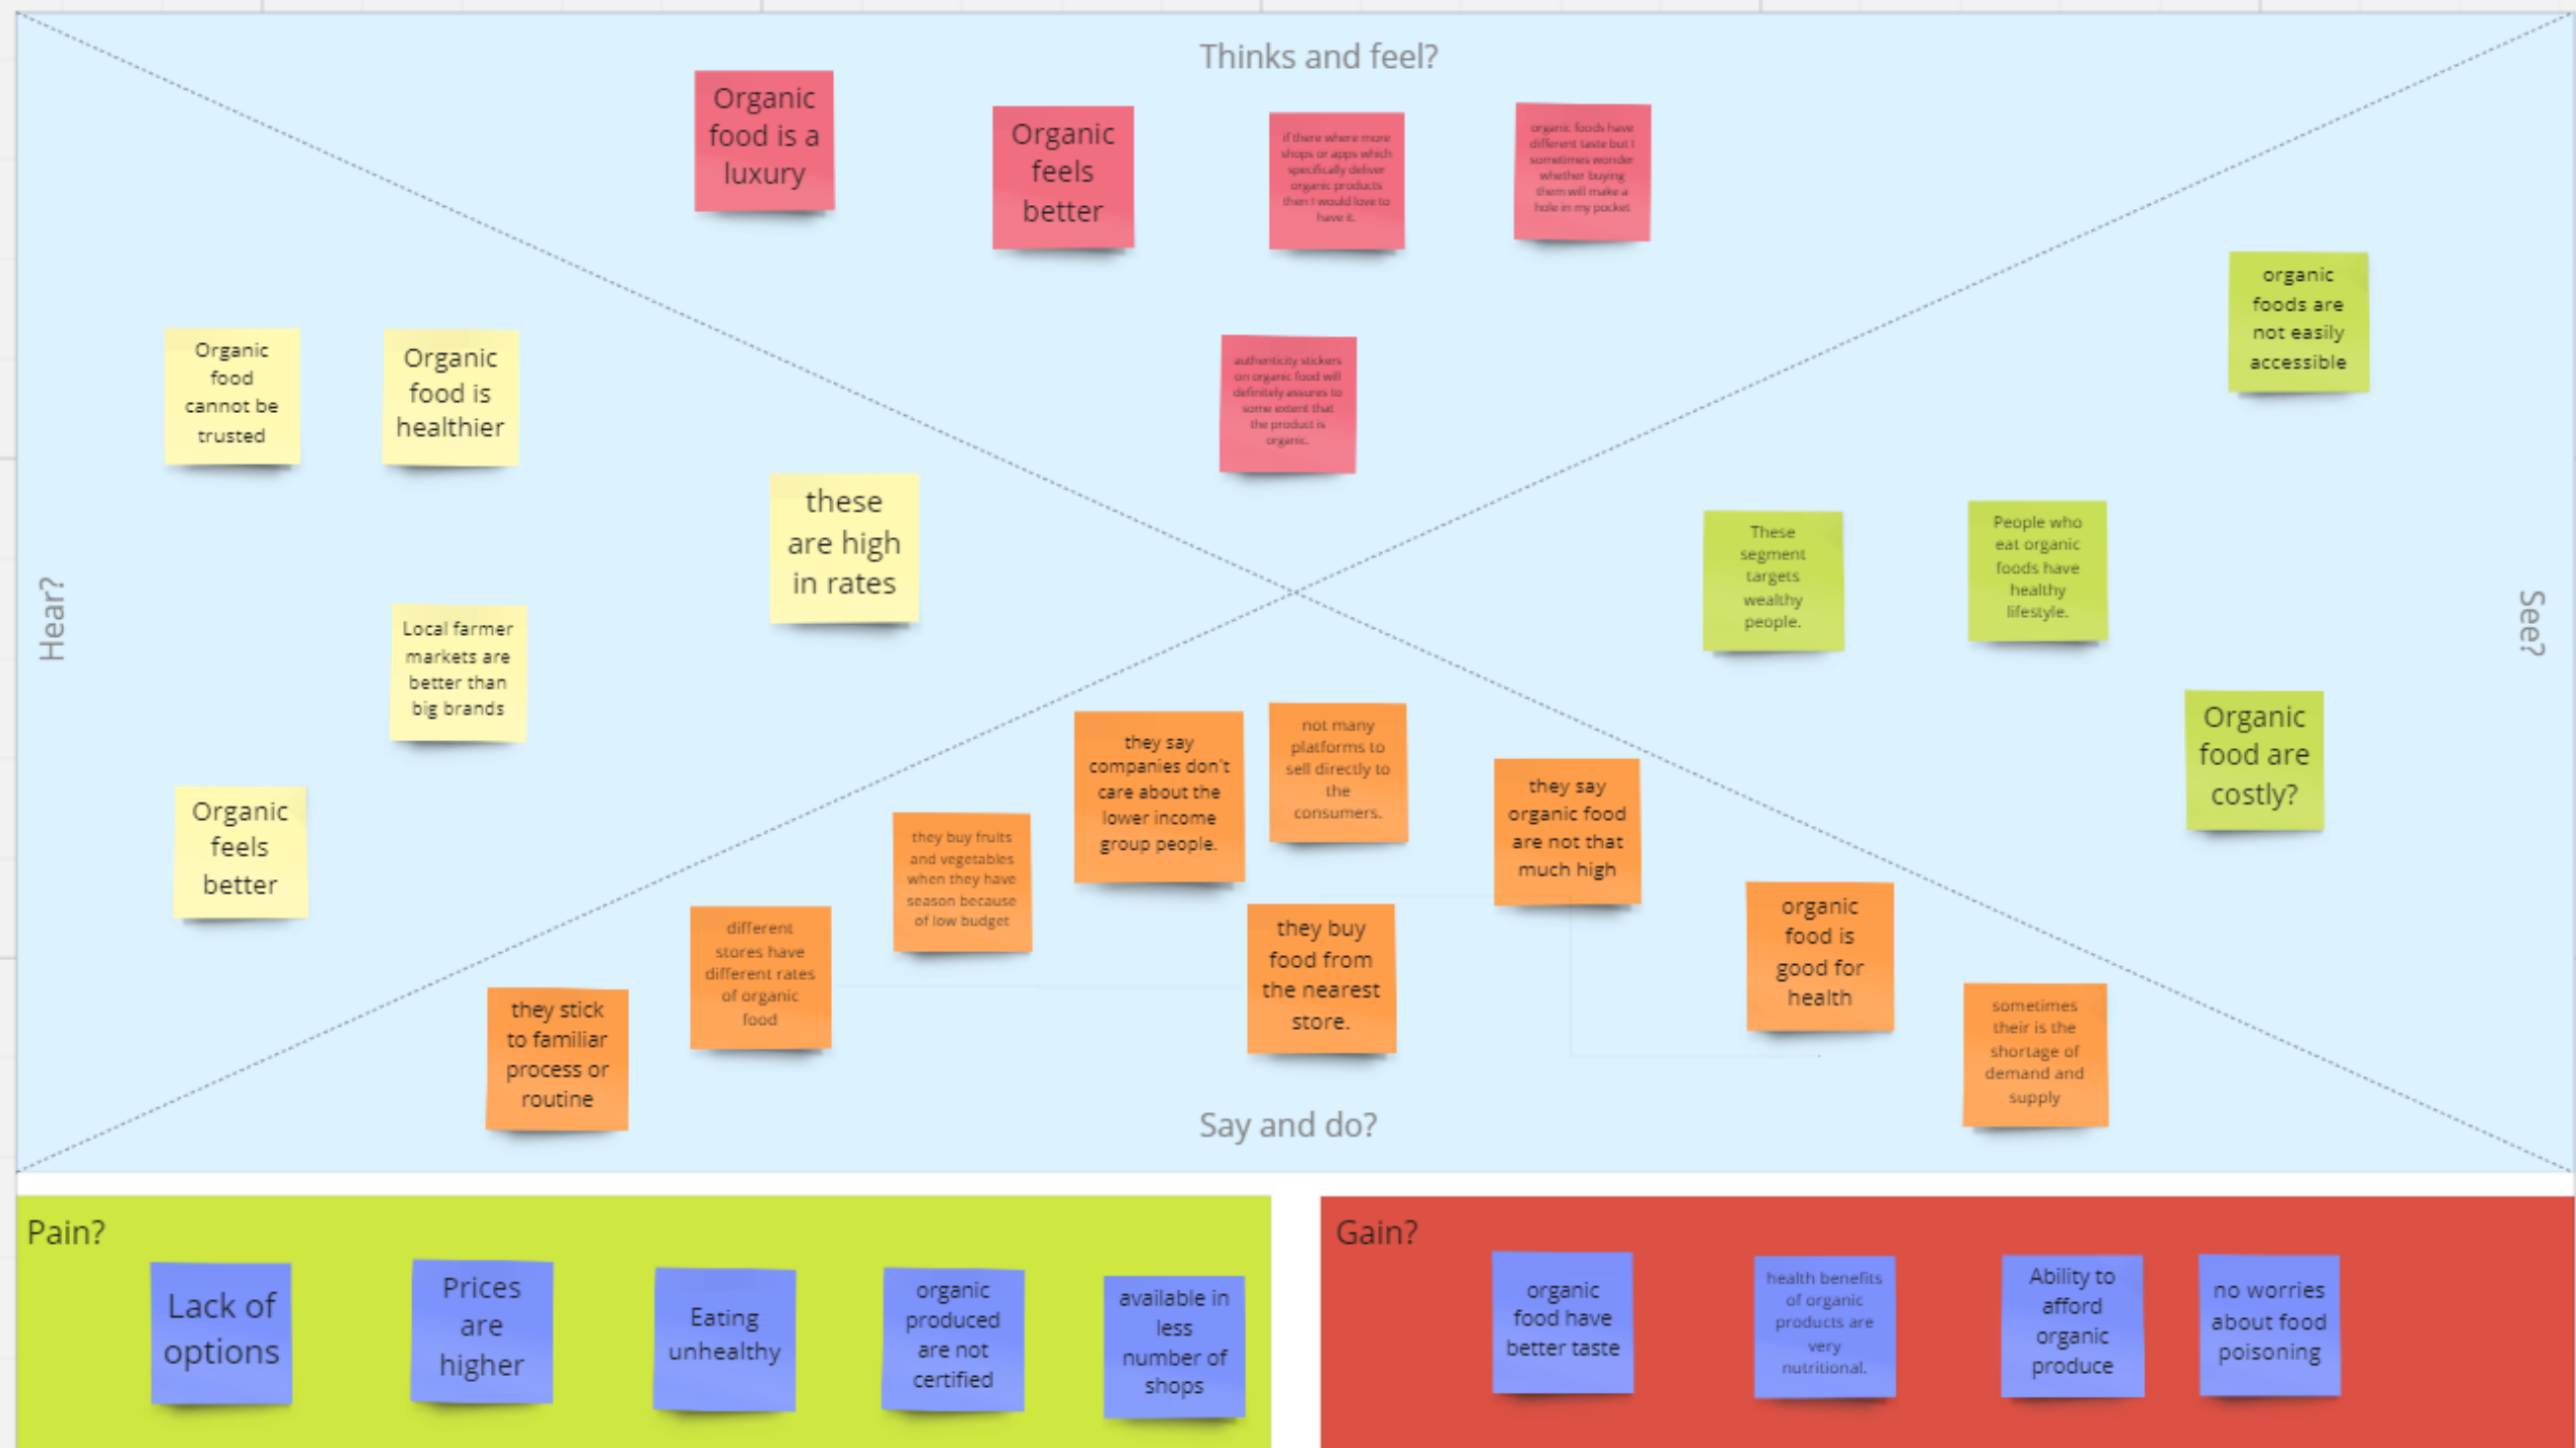 Thinks and feel?
Organic
food is a
luxury
Organic
feels
better
if there where more
shops or apps which
specifically deliver
organic products
then I would love to
have it.
organic foods have
different taste but I
sometimes wonder
whether buying
them will make a
hole in my pocket
authenticity stickers
on organic food will
definitely assures to
some extent that
the product is
organic.
Hear?
Organic
food
cannot be
trusted
Organic
food is
healthier
these
are high
in rates
Local farmer
markets are
better than
big brands
Organic
feels
better
See?
organic
foods are
not easily
accessible
These
segment
targets
wealthy
people.
People who
eat organic
foods have
healthy
lifestyle.
Organic
food are
costly?
they stick
to familiar
process or
routine
different
stores have
different rates
of organic
food
they buy fruits
and vegetables
when they have
season because
of low budget
they say
companies don't
care about the
lower income
group people.
not many
platforms to
sell directly to
the
consumers.
they buy
food from
the nearest
store.
they say
organic food
are not that
much high
organic
food is
good for
health
sometimes
their is the
shortage of
demand and
supply
Say and do?
Pain?
Lack of
options
Prices
are
higher
Eating
unhealthy
organic
produced
are not
certified
available in
less
number of
shops
Gain?
organic
food have
better taste
health benefits
of organic
products are
very
nutritional.
Ability to
afford
organic
produce
no worries
about food
poisoning